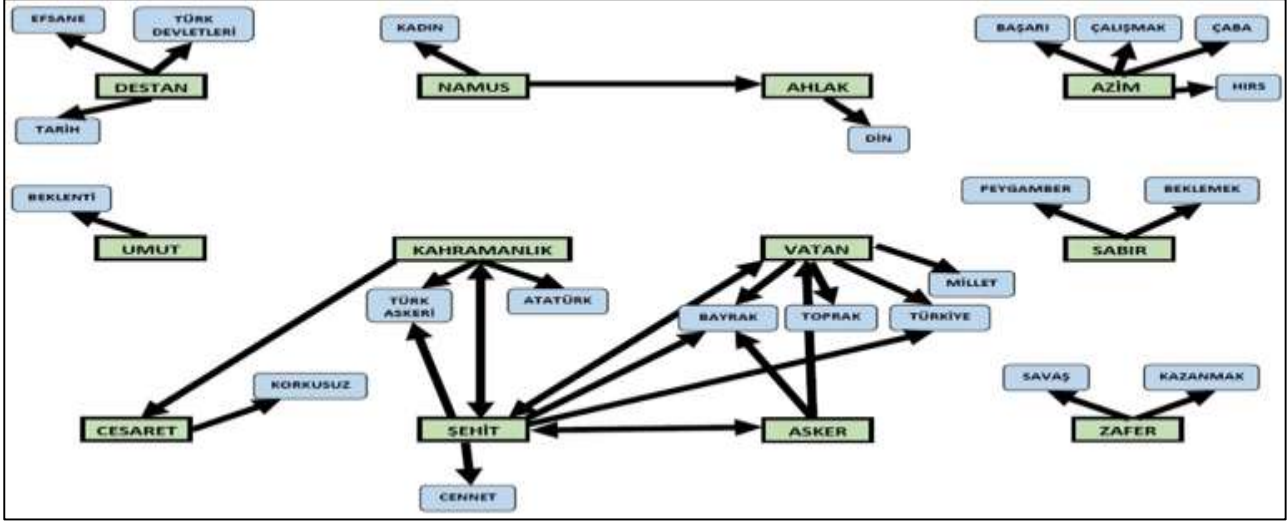 EFSANE
TÜRK
DEVLETLERİ
DESTAN
TARİH
KADIN
NAMUS
AHLAK
DİN
BAŞARI
ÇALIŞMAK
ÇABA
AZİM
HIRS
BEKLENTİ
UMUT
KAHRAMANLIK
TÜRK
ASKERİ
ATATÜRK
VATAN
MİLLET
BAYRAK
TOPRAK
TÜRKİYE
PEYGAMBER
BEKLEMEK
SABIR
KORKUSUZ
CESARET
ŞEHİT
ASKER
CENNET
SAVAŞ
KAZANMAK
ZAFER